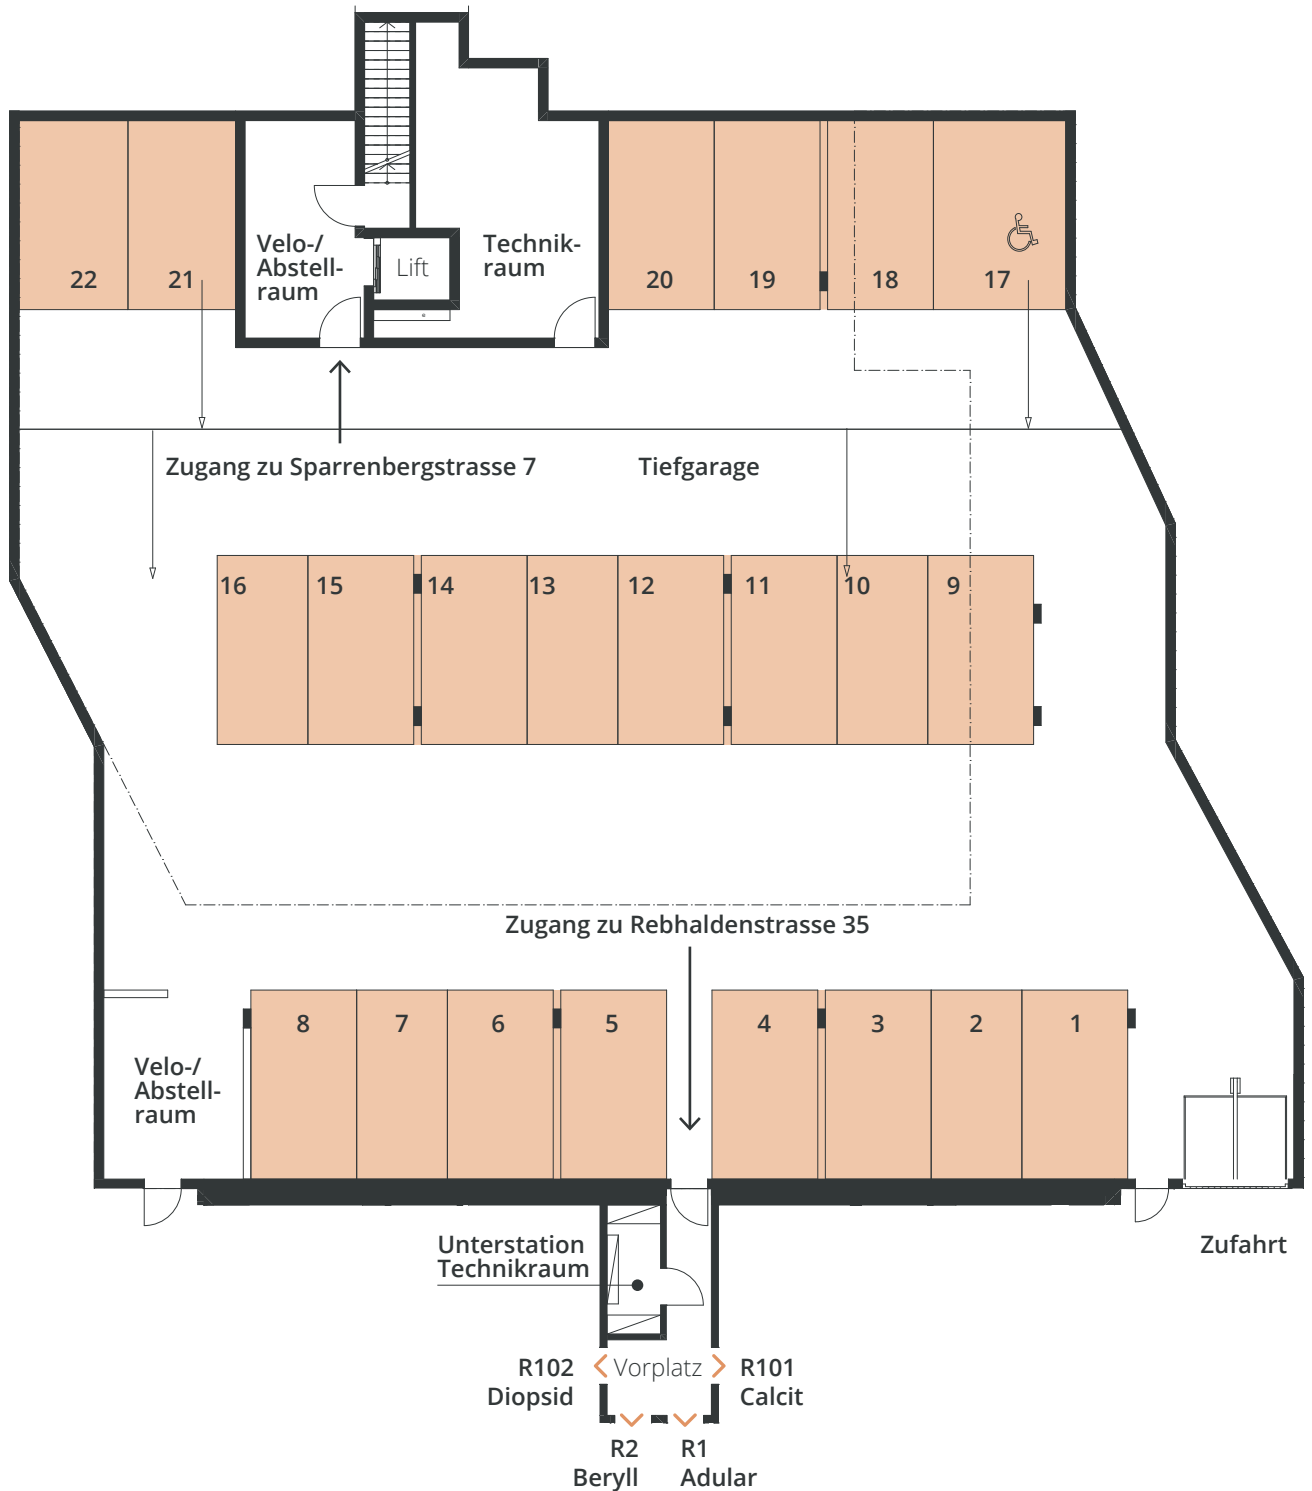 Velo-/
Abstell-
raum
Lift
Technik-
raum
22
21
20
19
18
17
Zugang zu Sparrenbergstrasse 7
Tiefgarage
16
15
14
13
12
11
10
9
Zugang zu Rebhaldenstrasse 35
8
7
6
5
4
3
2
1
Velo-/
Abstell-
raum
Unterstation
Technikraum
Zufahrt
R102
Diopsid
Vorplatz
R101
Calcit
R2
Beryll
R1
Adular